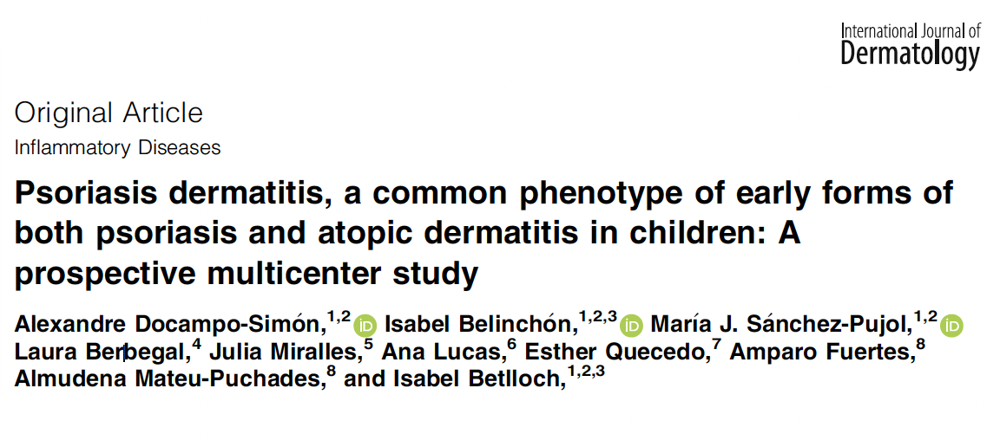 International Journal of
Dermatology
Original Article
Inflammatory Diseases
Psoriasis dermatitis, a common phenotype of early forms of
both psoriasis and atopic dermatitis in children: A
prospective multicenter study
Alexandre Docampo-Simón,1,2 iD Isabel Belinchón,1,2,3 iD María J. Sánchez-Pujol,1,2 iD
Laura Berbegal,4 Julia Miralles,5 Ana Lucas,6 Esther Quecedo,7 Amparo Fuertes,8
Almudena Mateu-Puchades,8 and Isabel Betlloch,1,2,3